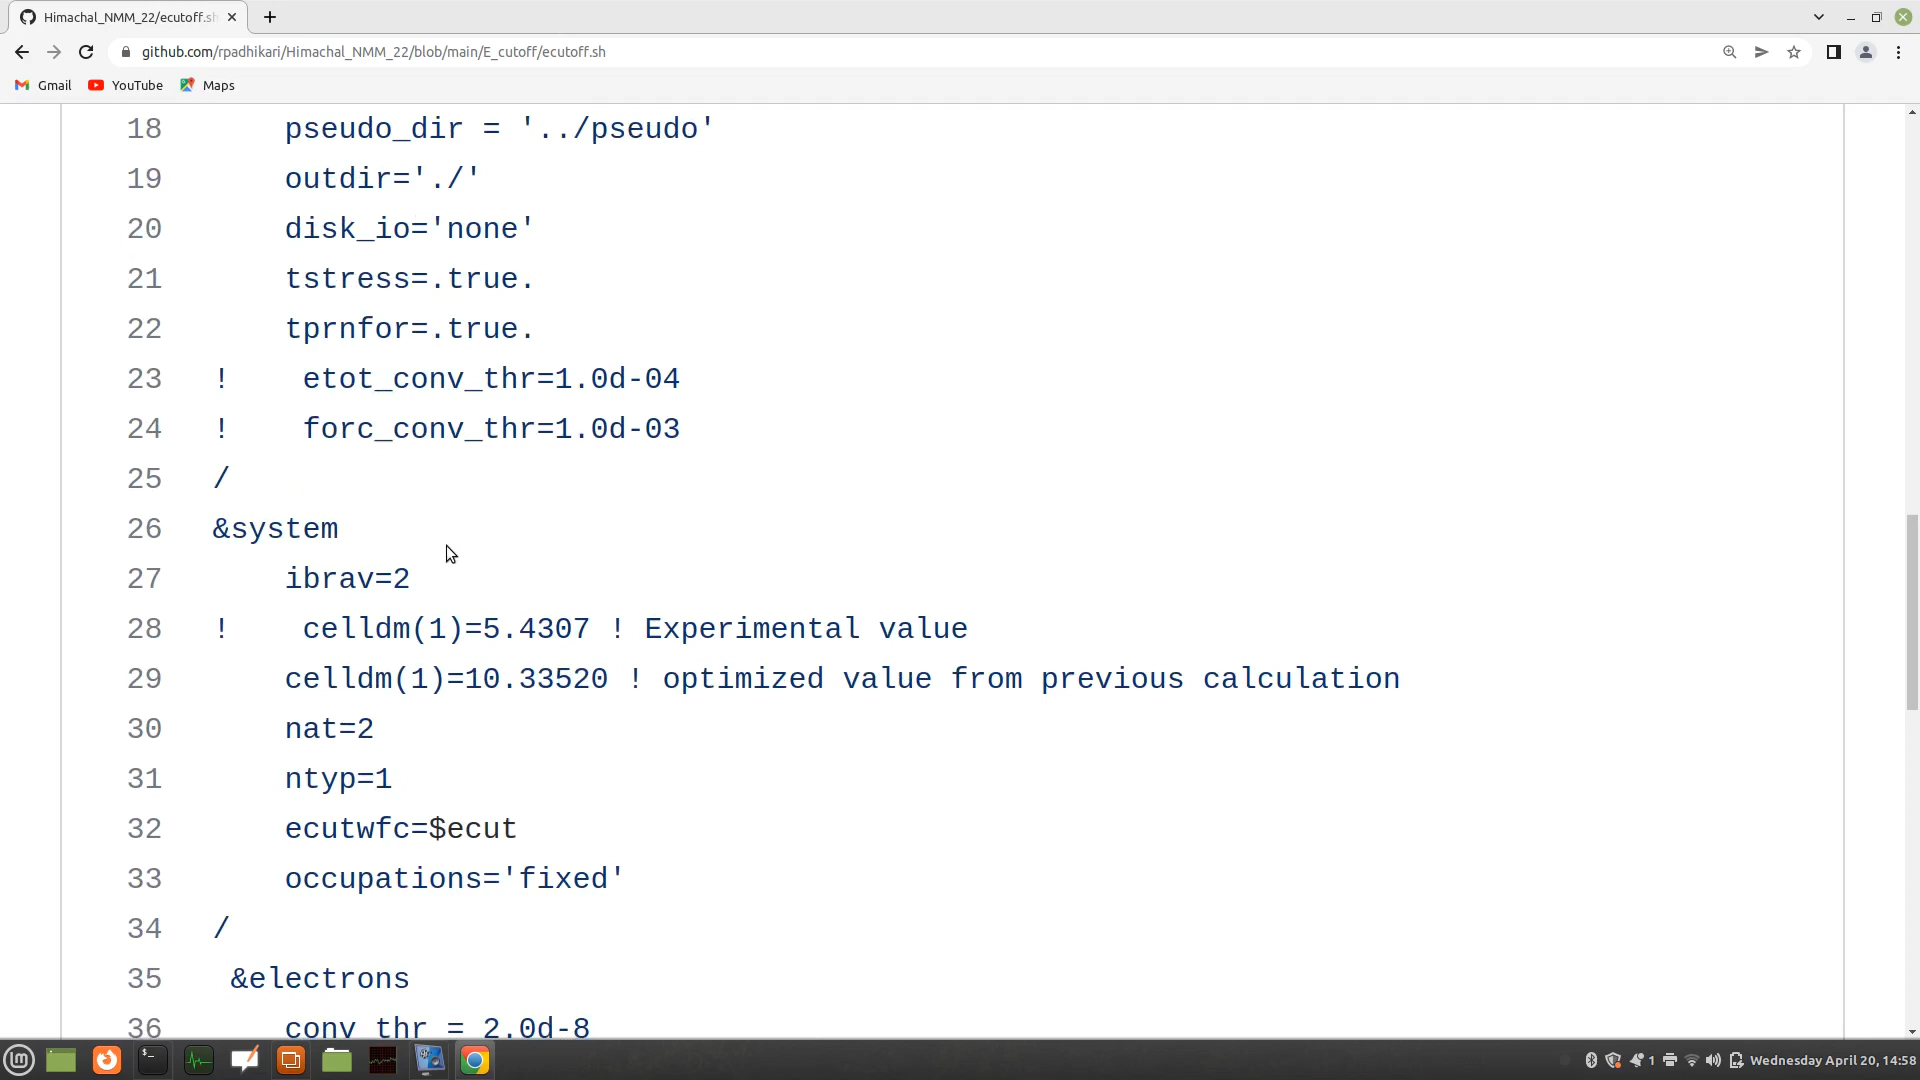 Himachal_NMM_22/ecutoff.sh
github.com/rpadhikari/Himachal_NMM_22/blob/main/E_cutoff/ecutoff.sh
Gmail YouTube Maps
18 pseudo_dir = '../pseudo'
19 outdir='./'
20 disk_io='none'
21 tstress=.true.
22 tprnfor=.true.
23 ! etot_conv_thr=1.0d-04
24 ! forc_conv_thr=1.0d-03
25 /
26 &system
27 ibrav=2
28 ! celldm(1)=5.4307 ! Experimental value
29 celldm(1)=10.33520 ! optimized value from previous calculation
30 nat=2
31 ntyp=1
32 ecutwfc=$ecut
33 occupations='fixed'
34 /
35 &electrons
36 conv_thr = 2.0d-8
1 Wednesday April 20, 14:58